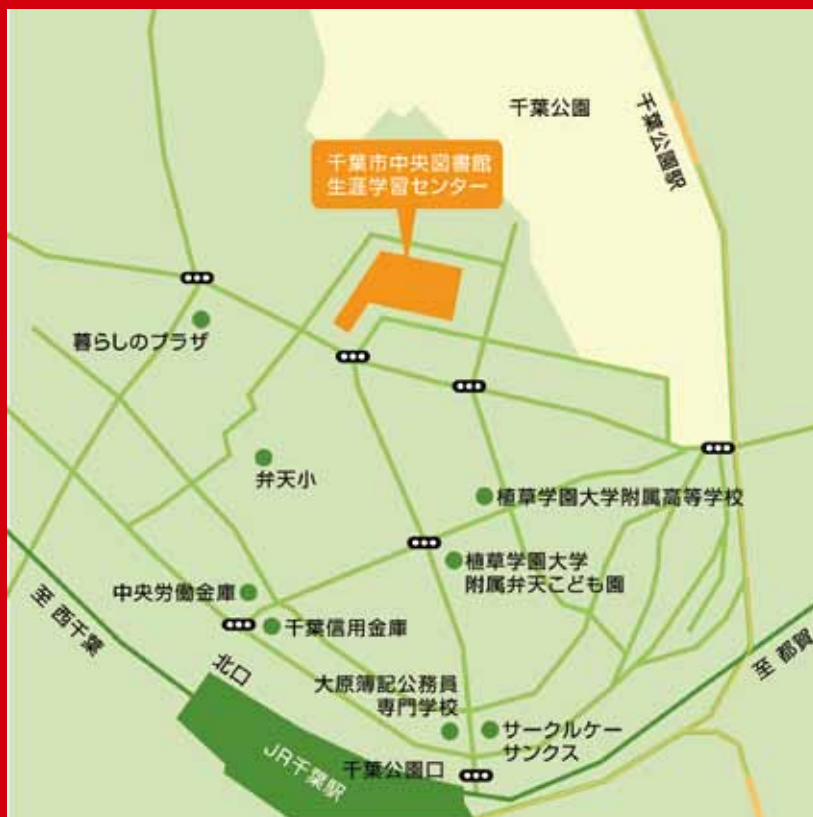 千葉公園
千葉公園駅
千葉市中央図書館
生涯学習センター
暮らしのプラザ
弁天小
植草学園大学附属高等学校
植草学園大学
附属弁天こども園
中央労働金庫
千葉信用金庫
至 西千葉
北口
大原簿記公務員
専門学校
サークルケー
サンクス
至 都賀
JR千葉駅
千葉公園口